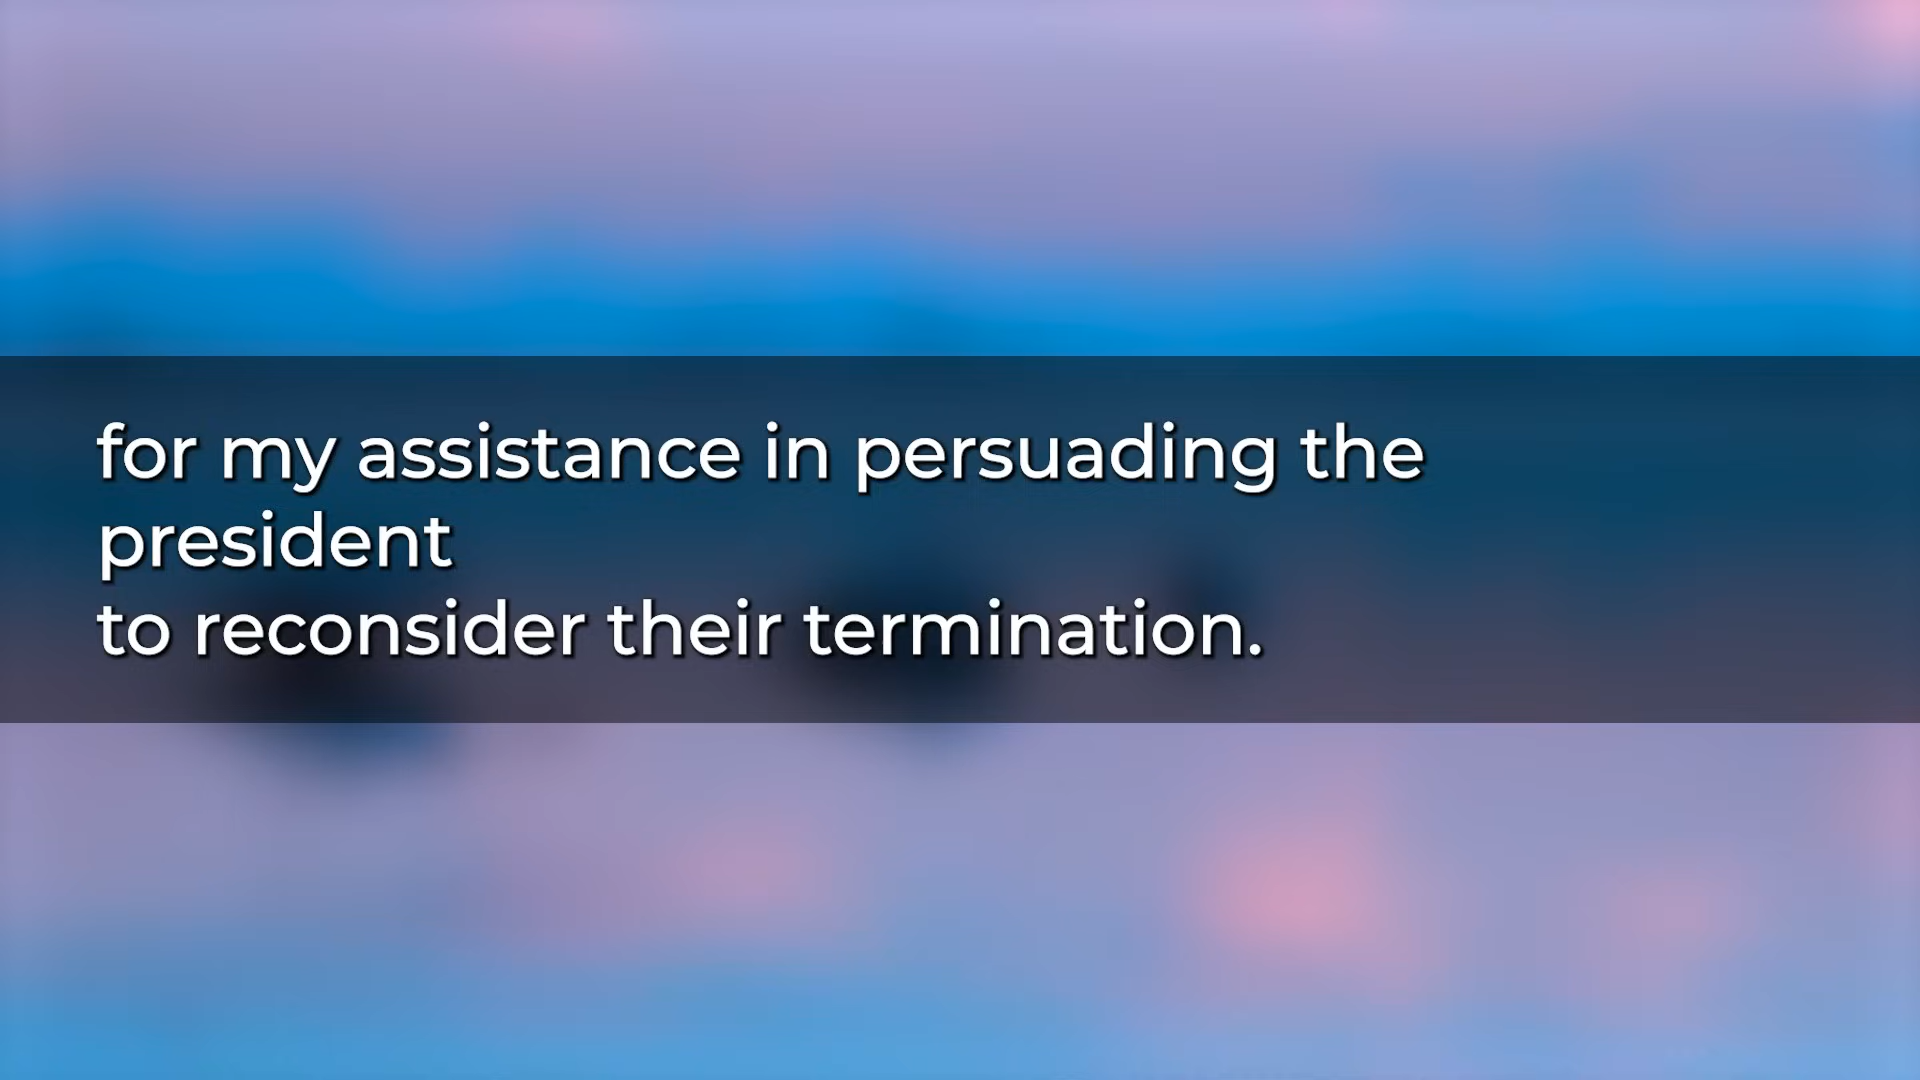 for my assistance in persuading the
president
to reconsider their termination.